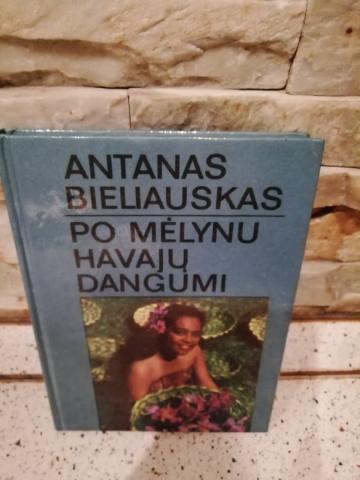 ANTANAS
BIELIAUSKAS
PO MĖLYNU
HAVAJŲ
DANGUMI